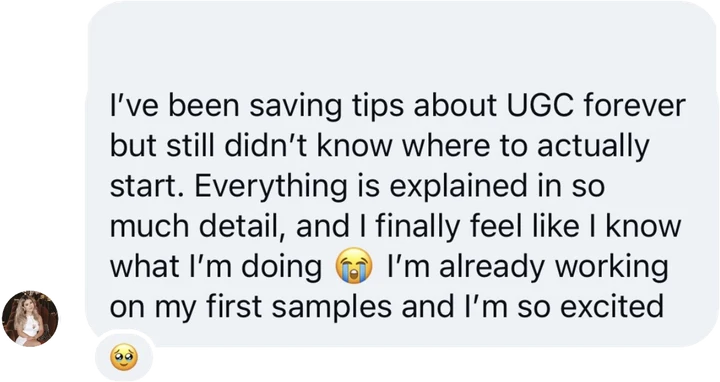 I’ve been saving tips about UGC forever
but still didn’t know where to actually
start. Everything is explained in so
much detail, and I finally feel like I know
what I’m doing 😭 I’m already working
on my first samples and I’m so excited
🥹